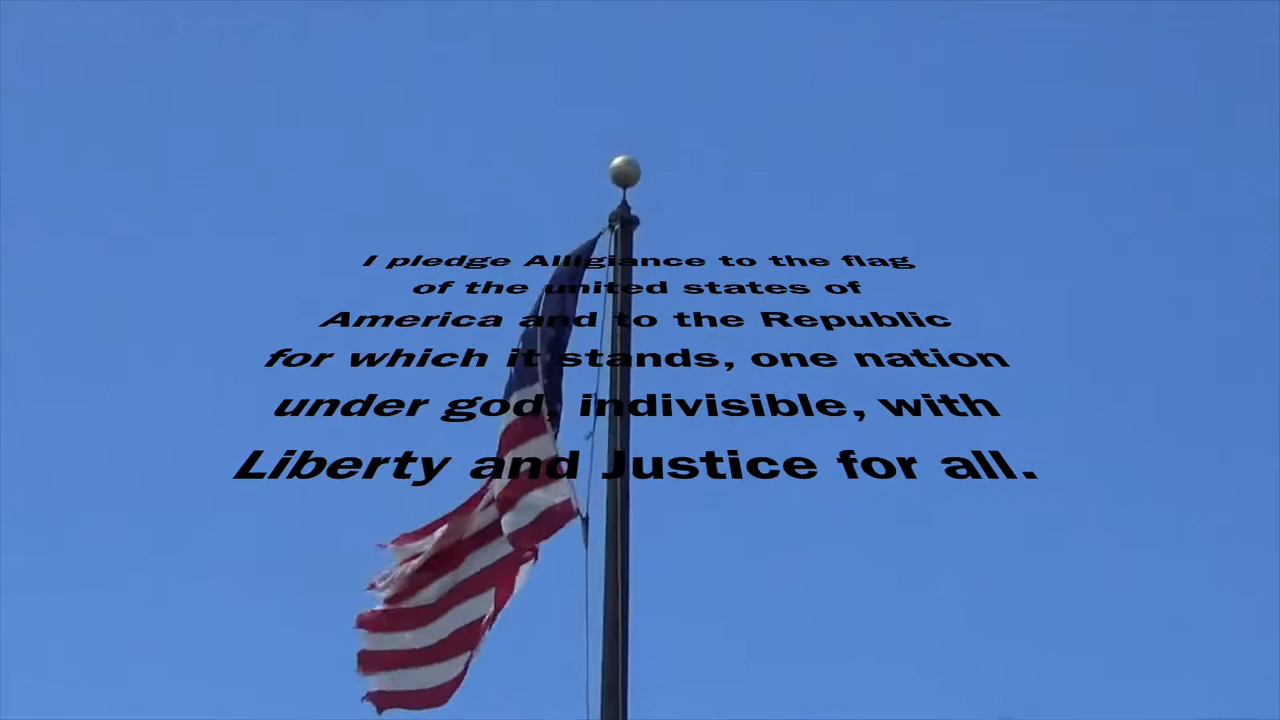 I pledge Alligiance to the flag
of the united states of
America and to the Republic
for which it stands, one nation
under god, indivisible, with
Liberty and Justice for all.